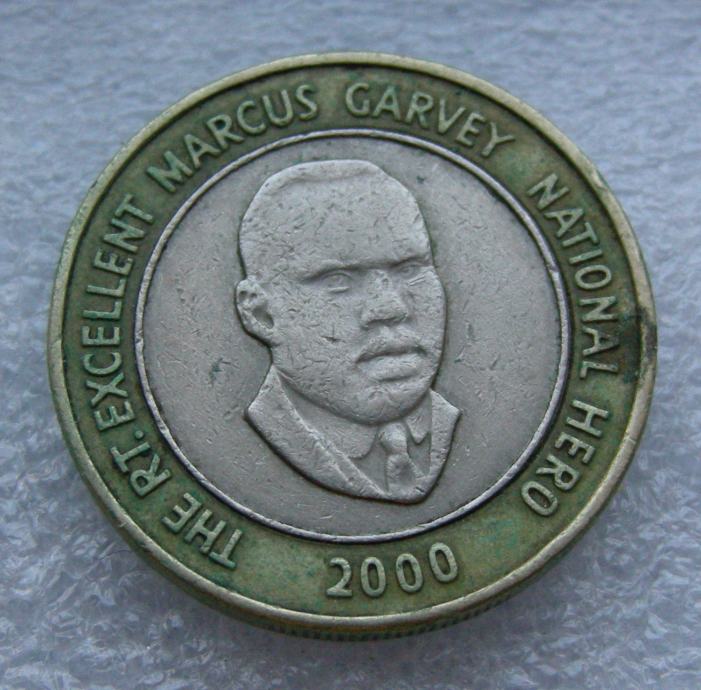 THE RT. EXCELLENT MARCUS GARVEY NATIONAL HERO
2000